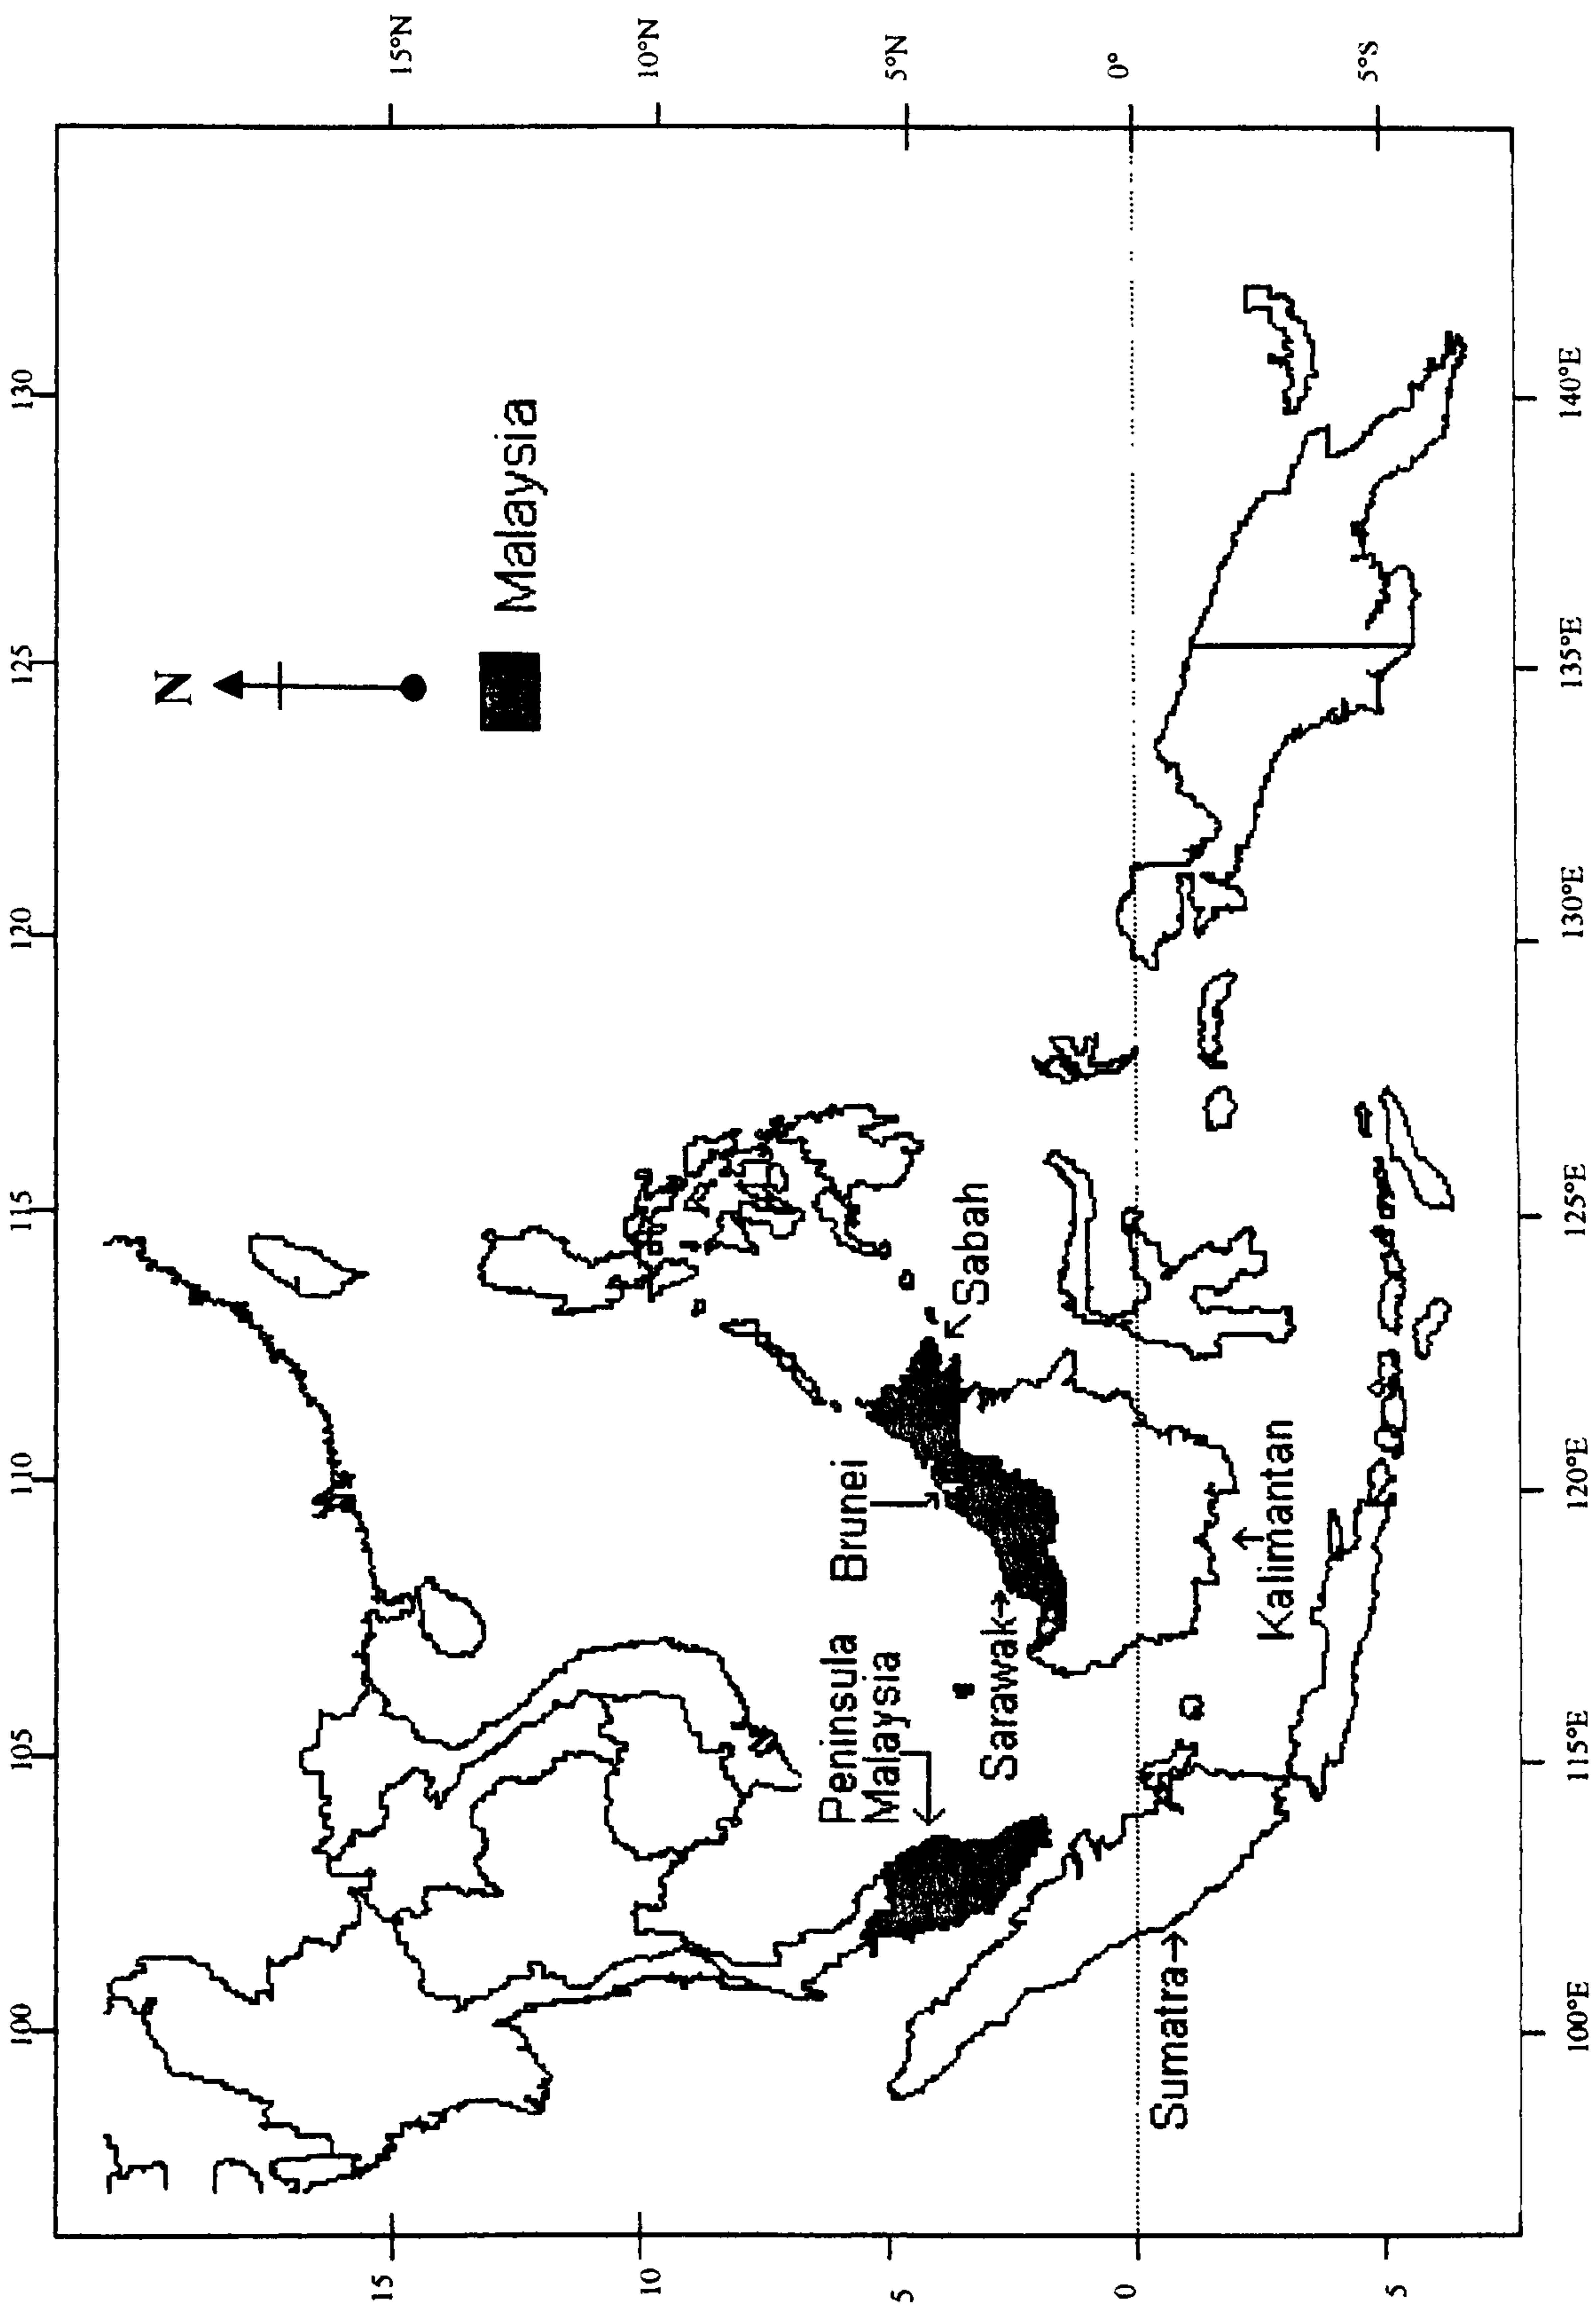 100
105
110
115
120
125
130
N
Malaysia
15
15°N
10
10°N
5
5°N
0
0°
5
5°S
Peninsula
Malaysia
Brunei
Sarawak
Sabah
Kalimantan
Sumatra
100°E
115°E
120°E
125°E
130°E
135°E
140°E